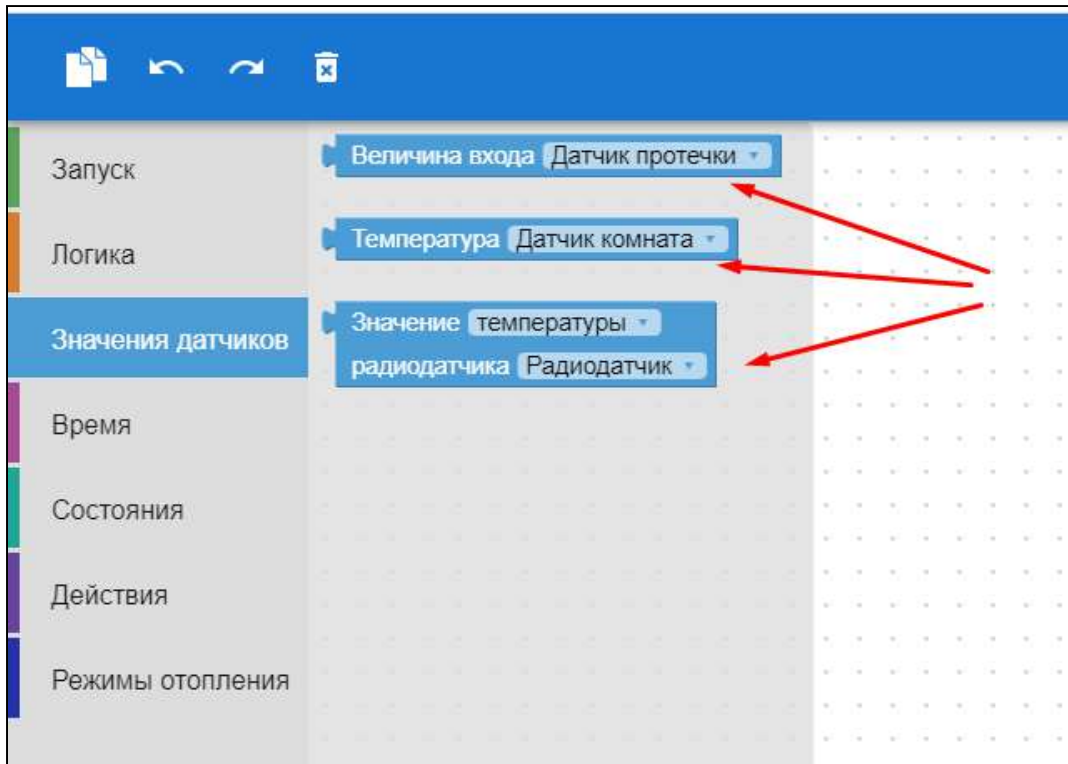 Запуск
Логика
Значения датчиков
Время
Состояния
Действия
Режимы отопления
Величина входа Датчик протечки
Температура Датчик комната
Значение температуры
радиодатчика Радиодатчик